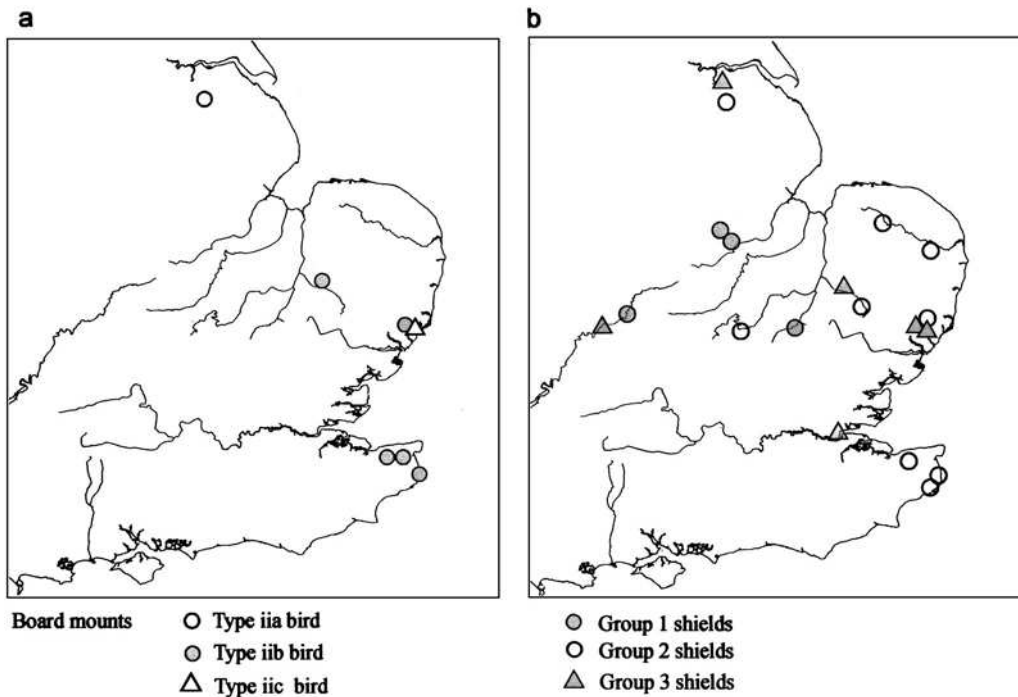 a
b
Board mounts
Type iia bird
Type iib bird
Type iic bird
Group 1 shields
Group 2 shields
Group 3 shields